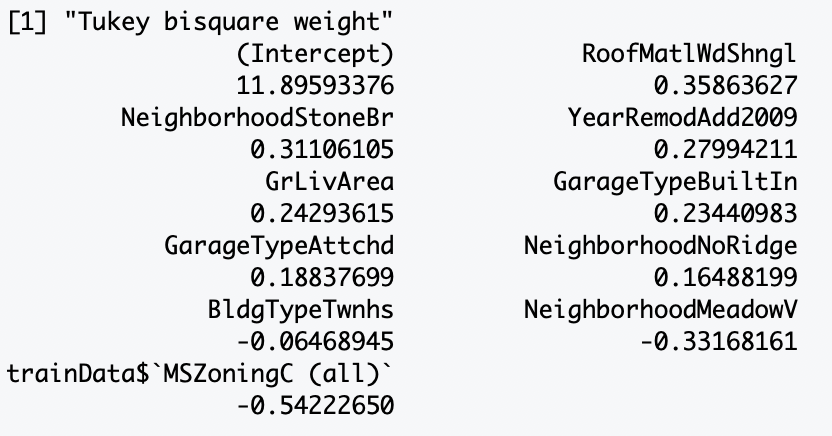 [1] "Tukey bisquare weight"
(Intercept) RoofMatlWdShngl
11.89593376 0.35863627
NeighborhoodStoneBr YearRemodAdd2009
0.31106105 0.27994211
GrLivArea GarageTypeBuiltIn
0.24293615 0.23440983
GarageTypeAttchd NeighborhoodNoRidge
0.18837699 0.16488199
BldgTypeTwnhs NeighborhoodMeadowV
-0.06468945 -0.33168161
trainData$`MSZoningC (all)`
-0.54222650